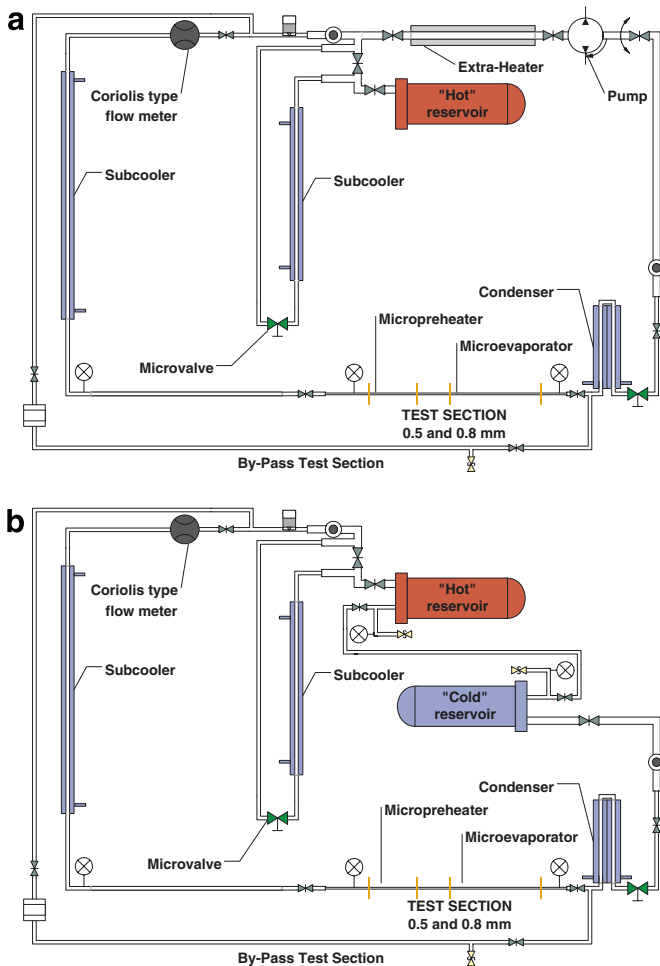 a
Coriolis type
flow meter
Extra-Heater
Pump
"Hot"
reservoir
Subcooler
Subcooler
Condenser
Micropreheater
Microvalve
Microevaporator
TEST SECTION
0.5 and 0.8 mm
By-Pass Test Section
b
Coriolis type
flow meter
"Hot"
reservoir
Subcooler
Subcooler
"Cold"
reservoir
Condenser
Micropreheater
Microvalve
Microevaporator
TEST SECTION
0.5 and 0.8 mm
By-Pass Test Section